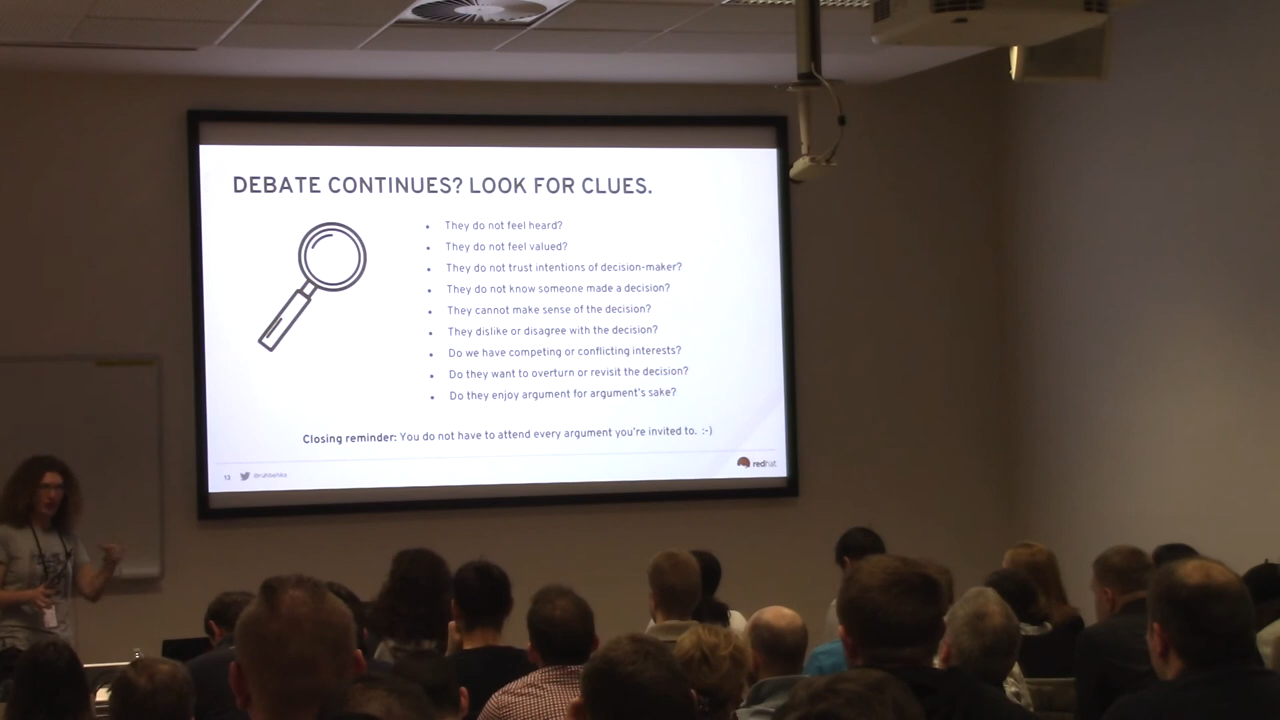 DEBATE CONTINUES? LOOK FOR CLUES.
• They do not feel heard?
• They do not feel valued?
• They do not trust intentions of decision-maker?
• They do not know someone made a decision?
• They cannot make sense of the decision?
• They dislike or disagree with the decision?
• Do we have competing or conflicting interests?
• Do they want to overturn or revisit the decision?
• Do they enjoy argument for argument's sake?
Closing reminder: You do not have to attend every argument you're invited to. :-)
13
redhat